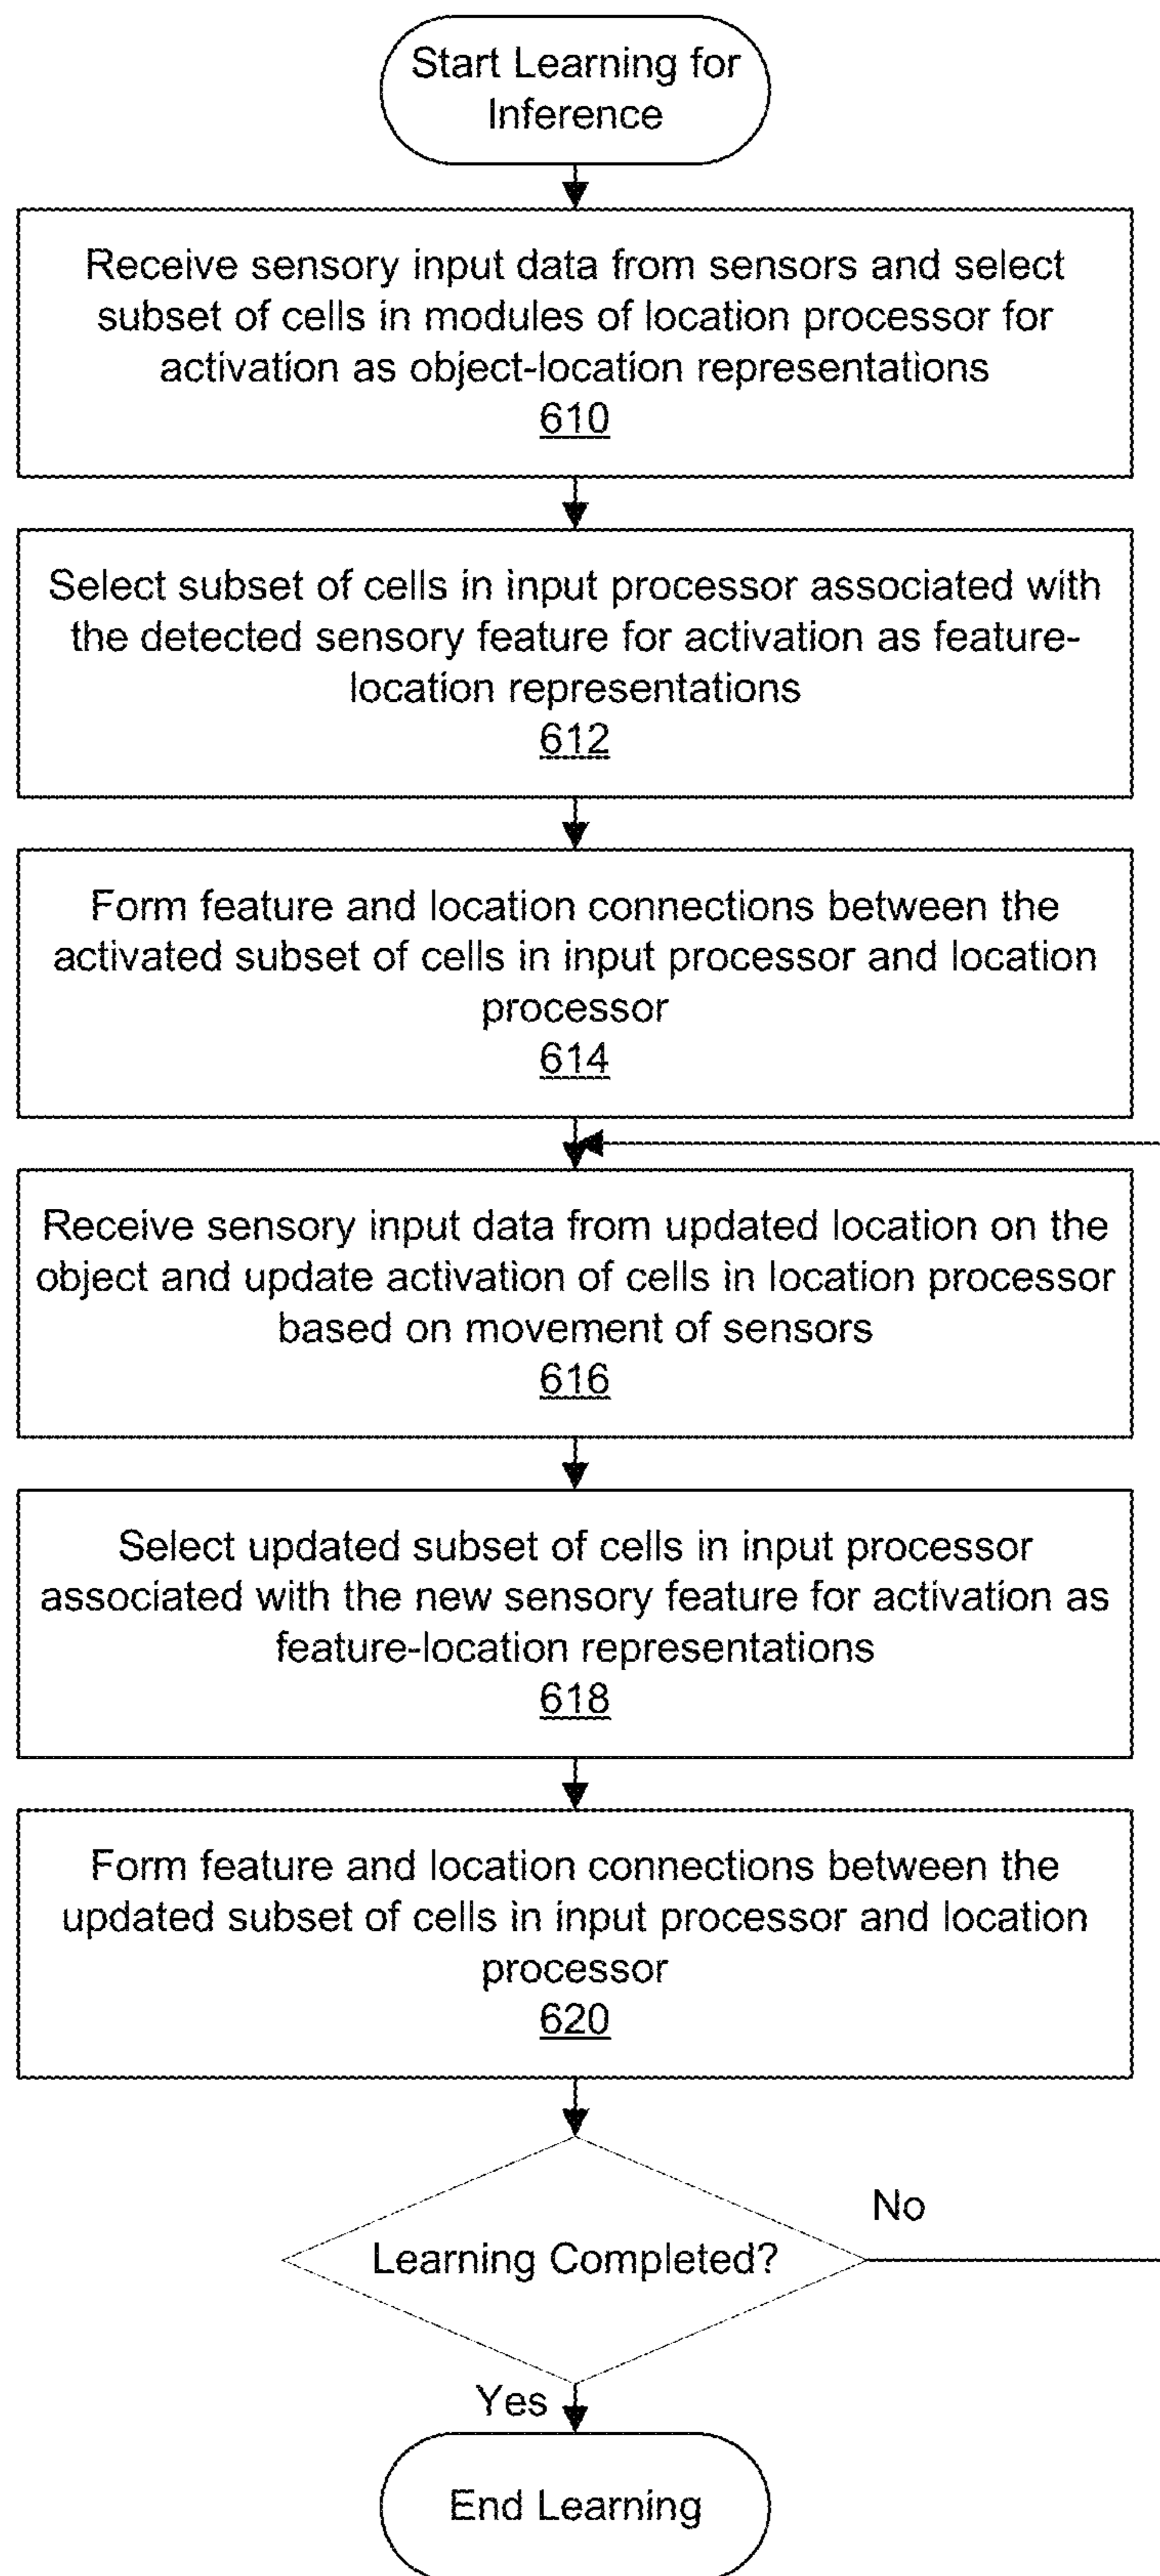 Start Learning for
Inference
Receive sensory input data from sensors and select
subset of cells in modules of location processor for
activation as object-location representations
610
Select subset of cells in input processor associated with
the detected sensory feature for activation as feature-
location representations
612
Form feature and location connections between the
activated subset of cells in input processor and location
processor
614
Receive sensory input data from updated location on the
object and update activation of cells in location processor
based on movement of sensors
616
Select updated subset of cells in input processor
associated with the new sensory feature for activation as
feature-location representations
618
Form feature and location connections between the
updated subset of cells in input processor and location
processor
620
No
Learning Completed?
Yes
End Learning